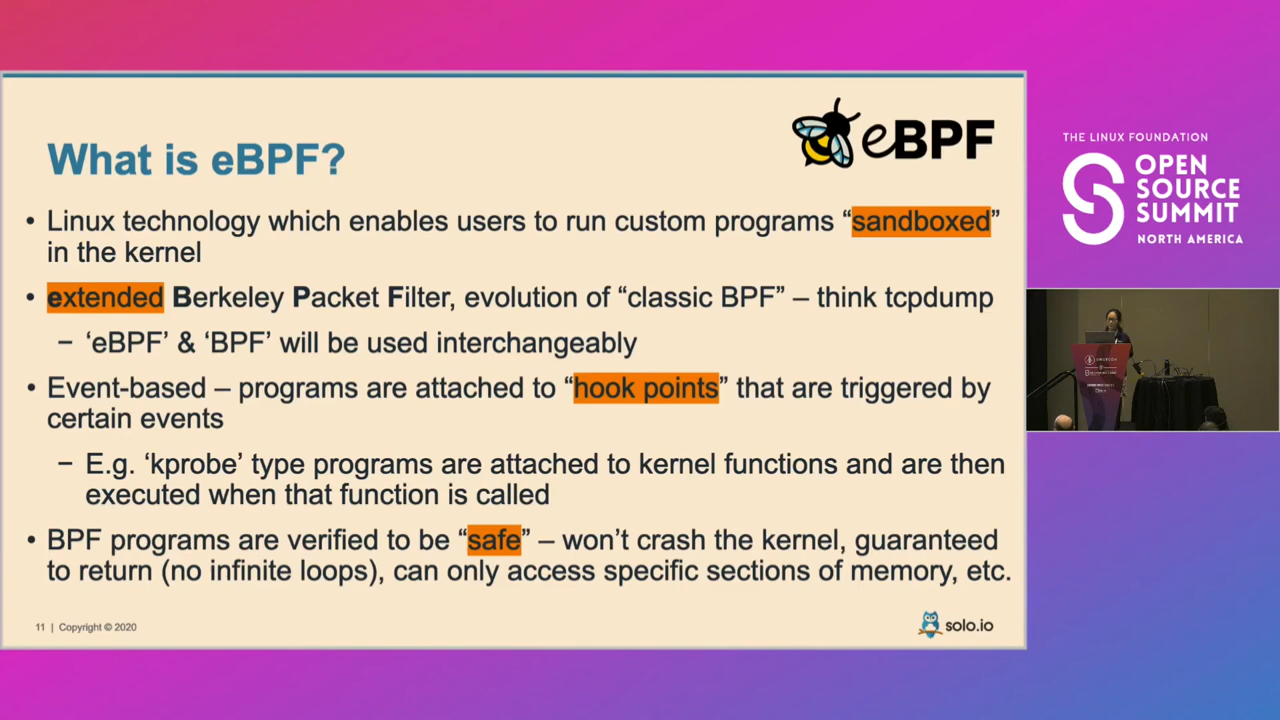 eBPF
What is eBPF?
• Linux technology which enables users to run custom programs “sandboxed”
in the kernel
• extended Berkeley Packet Filter, evolution of “classic BPF” – think tcpdump
– ‘eBPF’ & ‘BPF’ will be used interchangeably
• Event-based – programs are attached to “hook points” that are triggered by
certain events
– E.g. ‘kprobe’ type programs are attached to kernel functions and are then
executed when that function is called
• BPF programs are verified to be “safe” – won’t crash the kernel, guaranteed
to return (no infinite loops), can only access specific sections of memory, etc.
11 | Copyright © 2020
solo.io
THE LINUX FOUNDATION
OPEN
SOURCE
SUMMIT
NORTH AMERICA